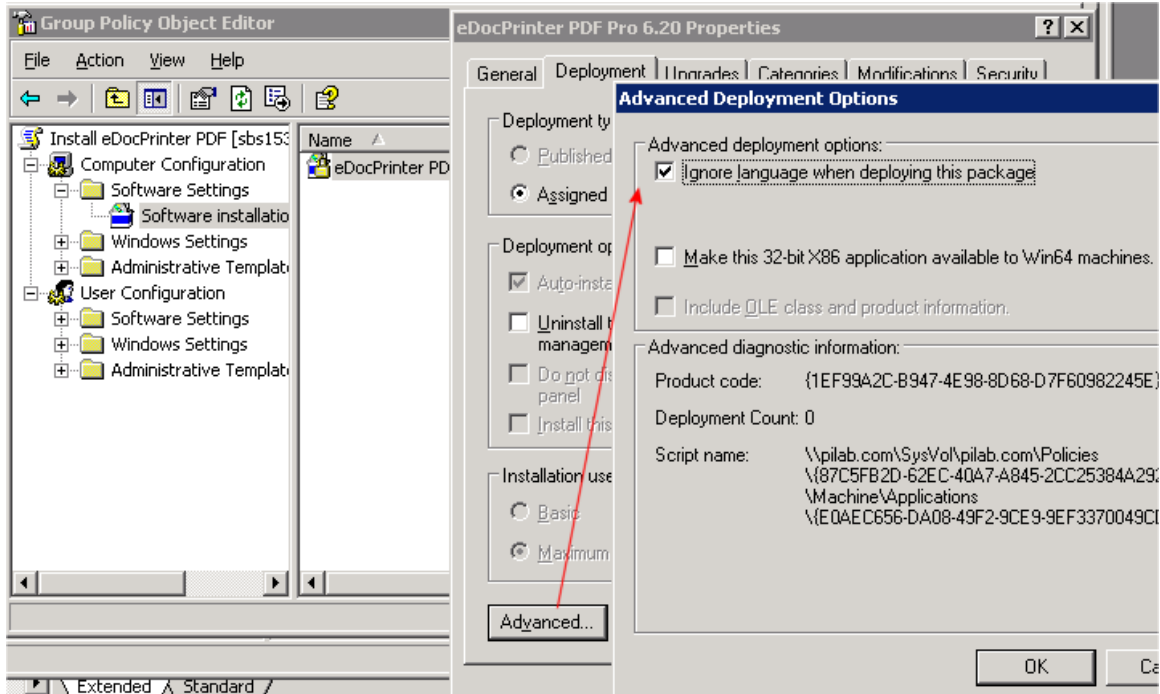 Group Policy Object Editor
File Action View Help
Install eDocPrinter PDF [sbs153
Computer Configuration
Software Settings
Software installatio
Windows Settings
Administrative Templat
User Configuration
Software Settings
Windows Settings
Administrative Templat
Name
eDocPrinter PD
Extended Standard
eDocPrinter PDF Pro 6.20 Properties
General Deployment Upgrades Categories Modifications Security
Deployment ty
Published
Assigned
Deployment op
Auto-insta
Uninstall t
managem
Do not dis
panel
Install this
Installation use
Basic
Maximum
Advanced...
Advanced Deployment Options
Advanced deployment options:
Ignore language when deploying this package
Make this 32-bit X86 application available to Win64 machines.
Include OLE class and product information.
Advanced diagnostic information:
Product code: {1EF99A2C-B947-4E98-8D68-D7F60982245E}
Deployment Count: 0
Script name: \\pilab.com\SysVol\pilab.com\Policies
\{87C5FB2D-62EC-40A7-A845-2CC25384A292
\Machine\Applications
\{E0AEC656-DA08-49F2-9CE9-9EF3370049CD
OK Ca